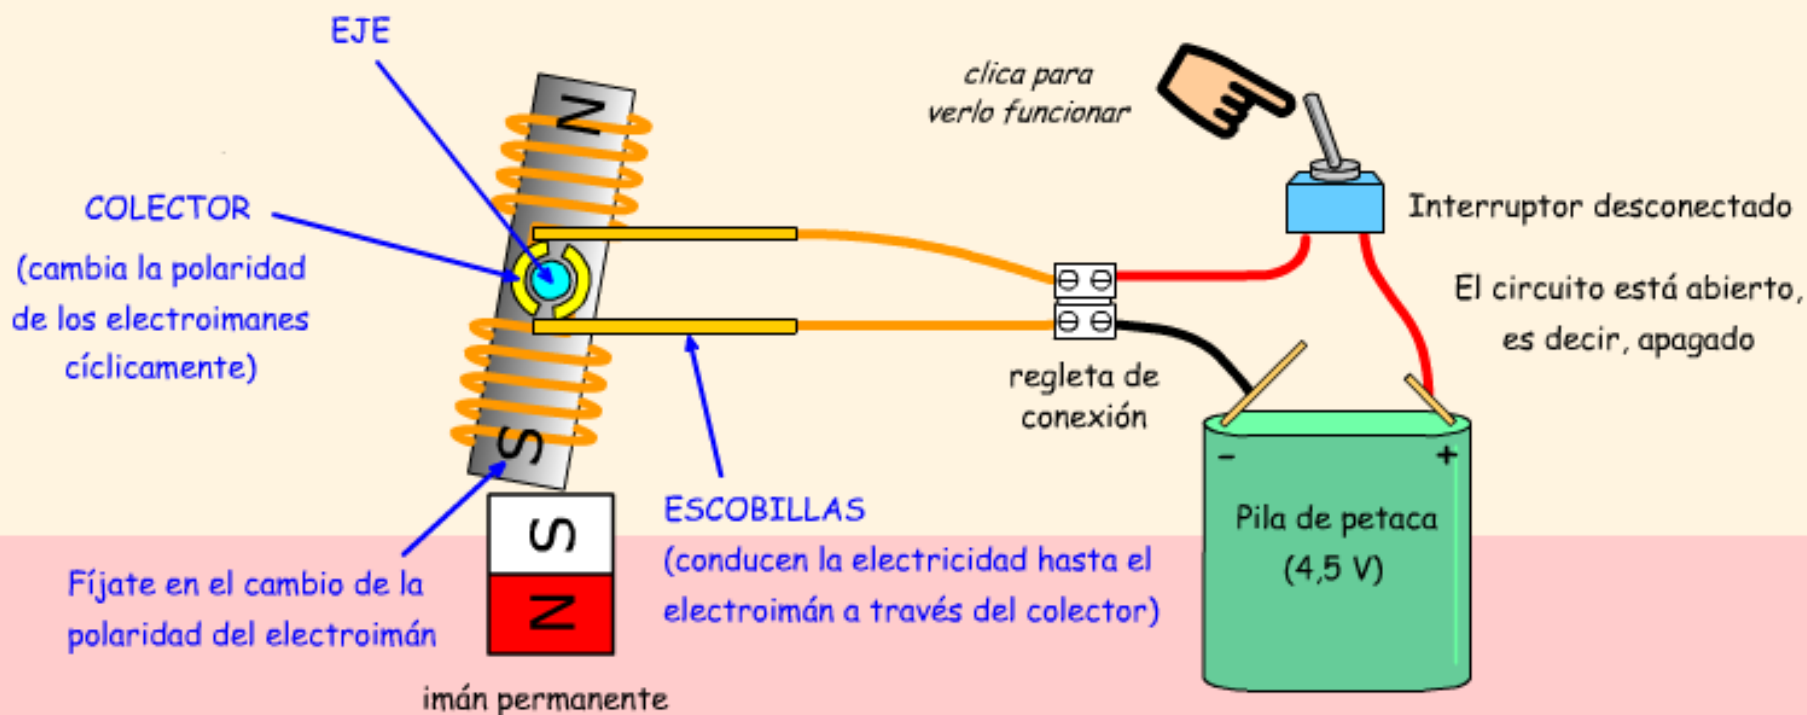 EJE
clica para
verlo funcionar
N
COLECTOR
(cambia la polaridad
de los electroimanes
cíclicamente)
Interruptor desconectado
El circuito está abierto,
es decir, apagado
regleta de
conexión
S
ESCOBILLAS
(conducen la electricidad hasta el
electroimán a través del colector)
- +
Pila de petaca
(4,5 V)
S
N
Fíjate en el cambio de la
polaridad del electroimán
imán permanente